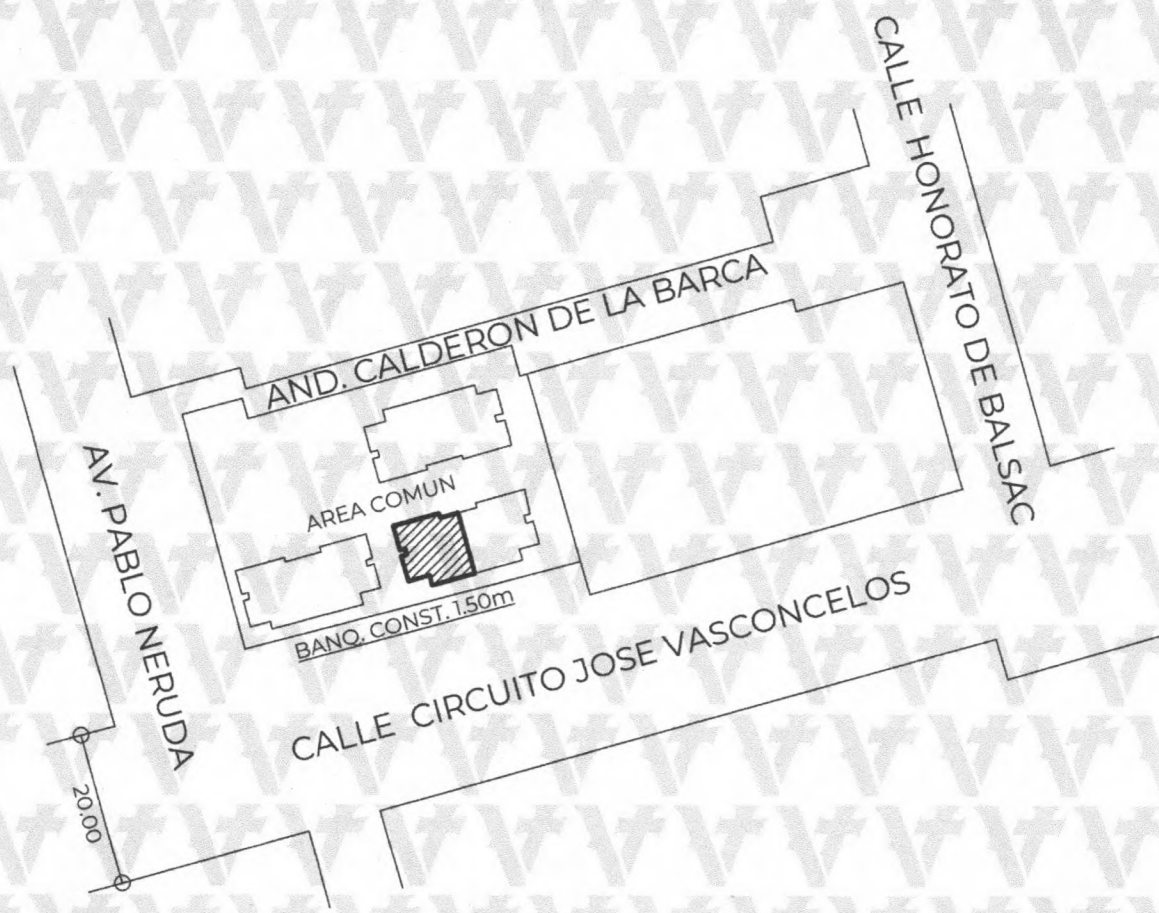 CALLE HONORATO DE BALSAC
AND. CALDERON DE LA BARCA
AV. PABLO NERUDA
AREA COMUN
BANQ. CONST. 1.50m
CALLE CIRCUITO JOSE VASCONCELOS
20.00